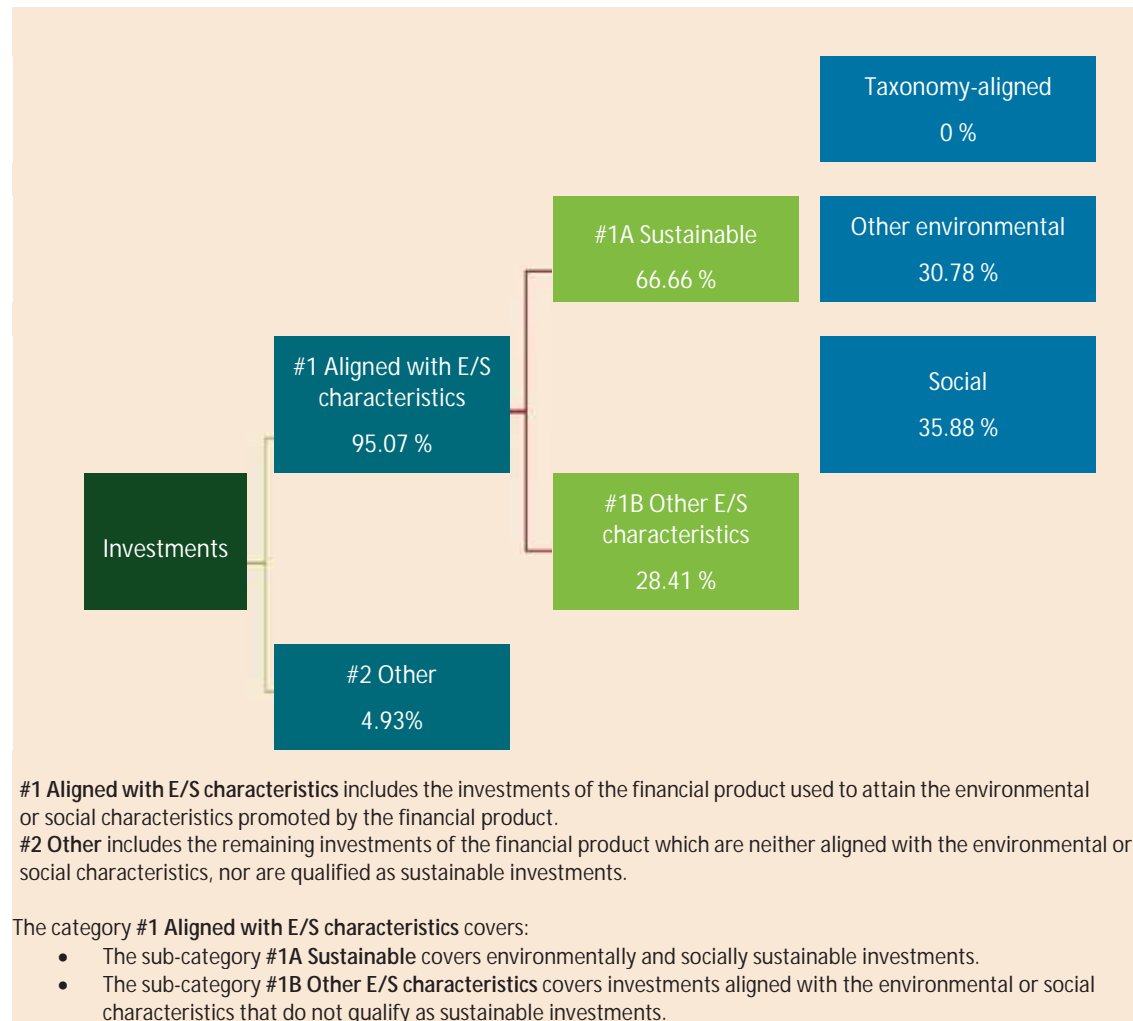 Taxonomy-aligned
0 %
#1A Sustainable
66.66 %
Other environmental
30.78 %
#1 Aligned with E/S
characteristics
95.07 %
Social
35.88 %
Investments
#1B Other E/S
characteristics
28.41 %
#2 Other
4.93%
#1 Aligned with E/S characteristics includes the investments of the financial product used to attain the environmental
or social characteristics promoted by the financial product.
#2 Other includes the remaining investments of the financial product which are neither aligned with the environmental or
social characteristics, nor are qualified as sustainable investments.
The category #1 Aligned with E/S characteristics covers:
• The sub-category #1A Sustainable covers environmentally and socially sustainable investments.
• The sub-category #1B Other E/S characteristics covers investments aligned with the environmental or social
characteristics that do not qualify as sustainable investments.